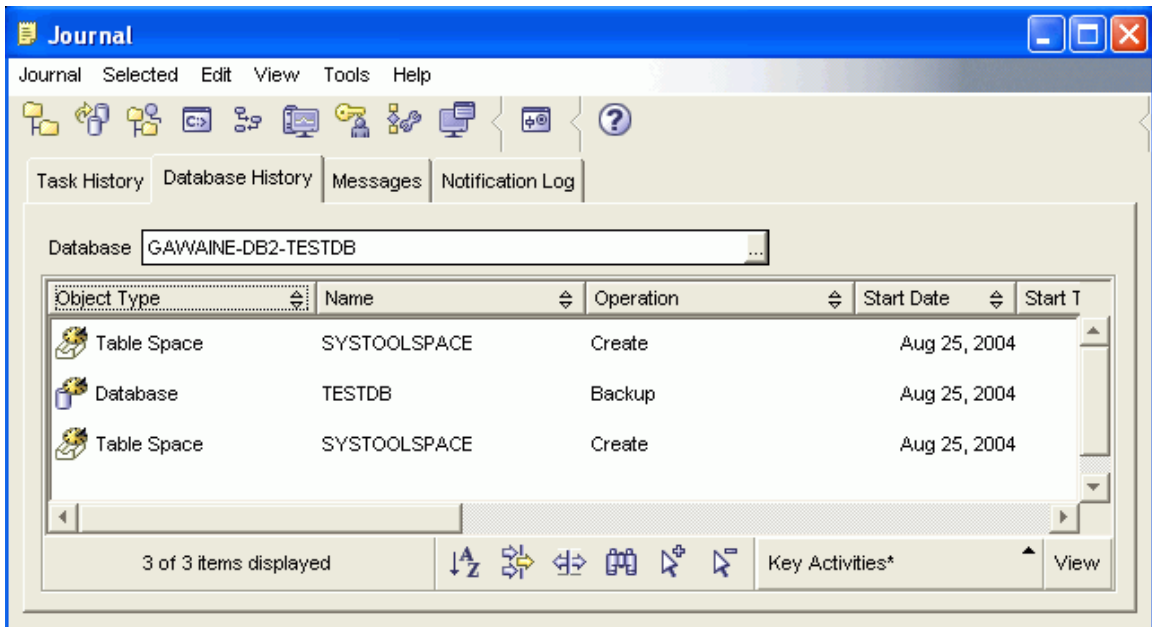 Journal
Journal Selected Edit View Tools Help
C:>
Task History Database History Messages Notification Log
Database GAWAINE-DB2-TESTDB ...
Object Type Name Operation Start Date Start T
Table Space SYSTOOLSPACE Create Aug 25, 2004
Database TESTDB Backup Aug 25, 2004
Table Space SYSTOOLSPACE Create Aug 25, 2004
3 of 3 items displayed A Z Key Activities* View